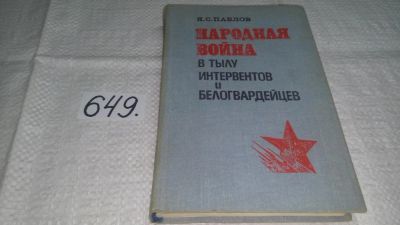 649.
И.С.ПАВЛОВ
НАРОДНАЯ
ВОЙНА
В ТЫЛУ
ИНТЕРВЕНТОВ
и
БЕЛОГВАРДЕЙЦЕВ